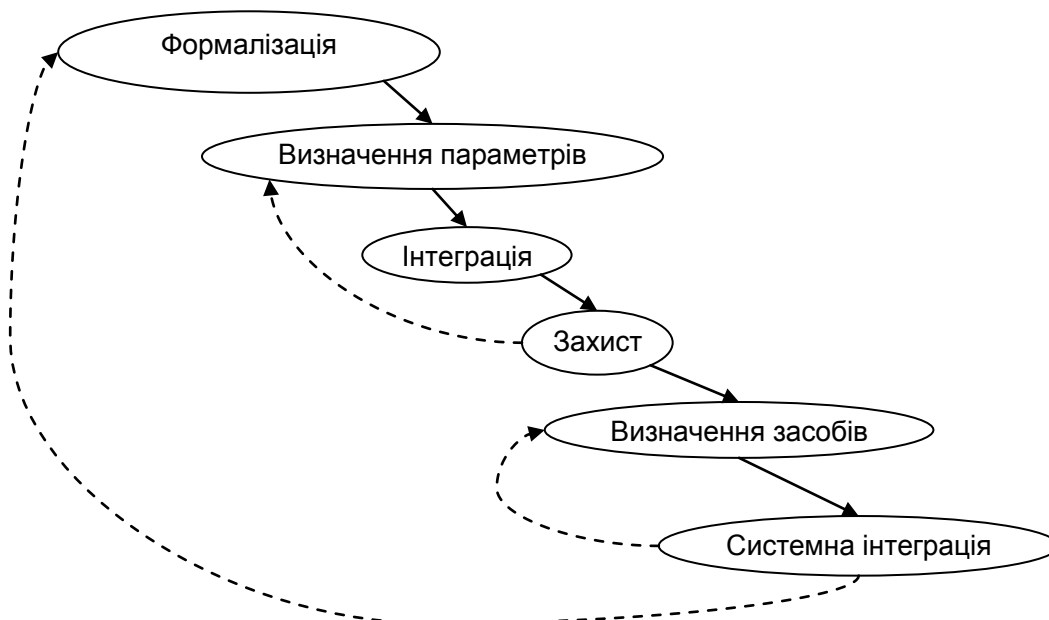 Формалізація
Визначення параметрів
Інтеграція
Захист
Визначення засобів
Системна інтеграція